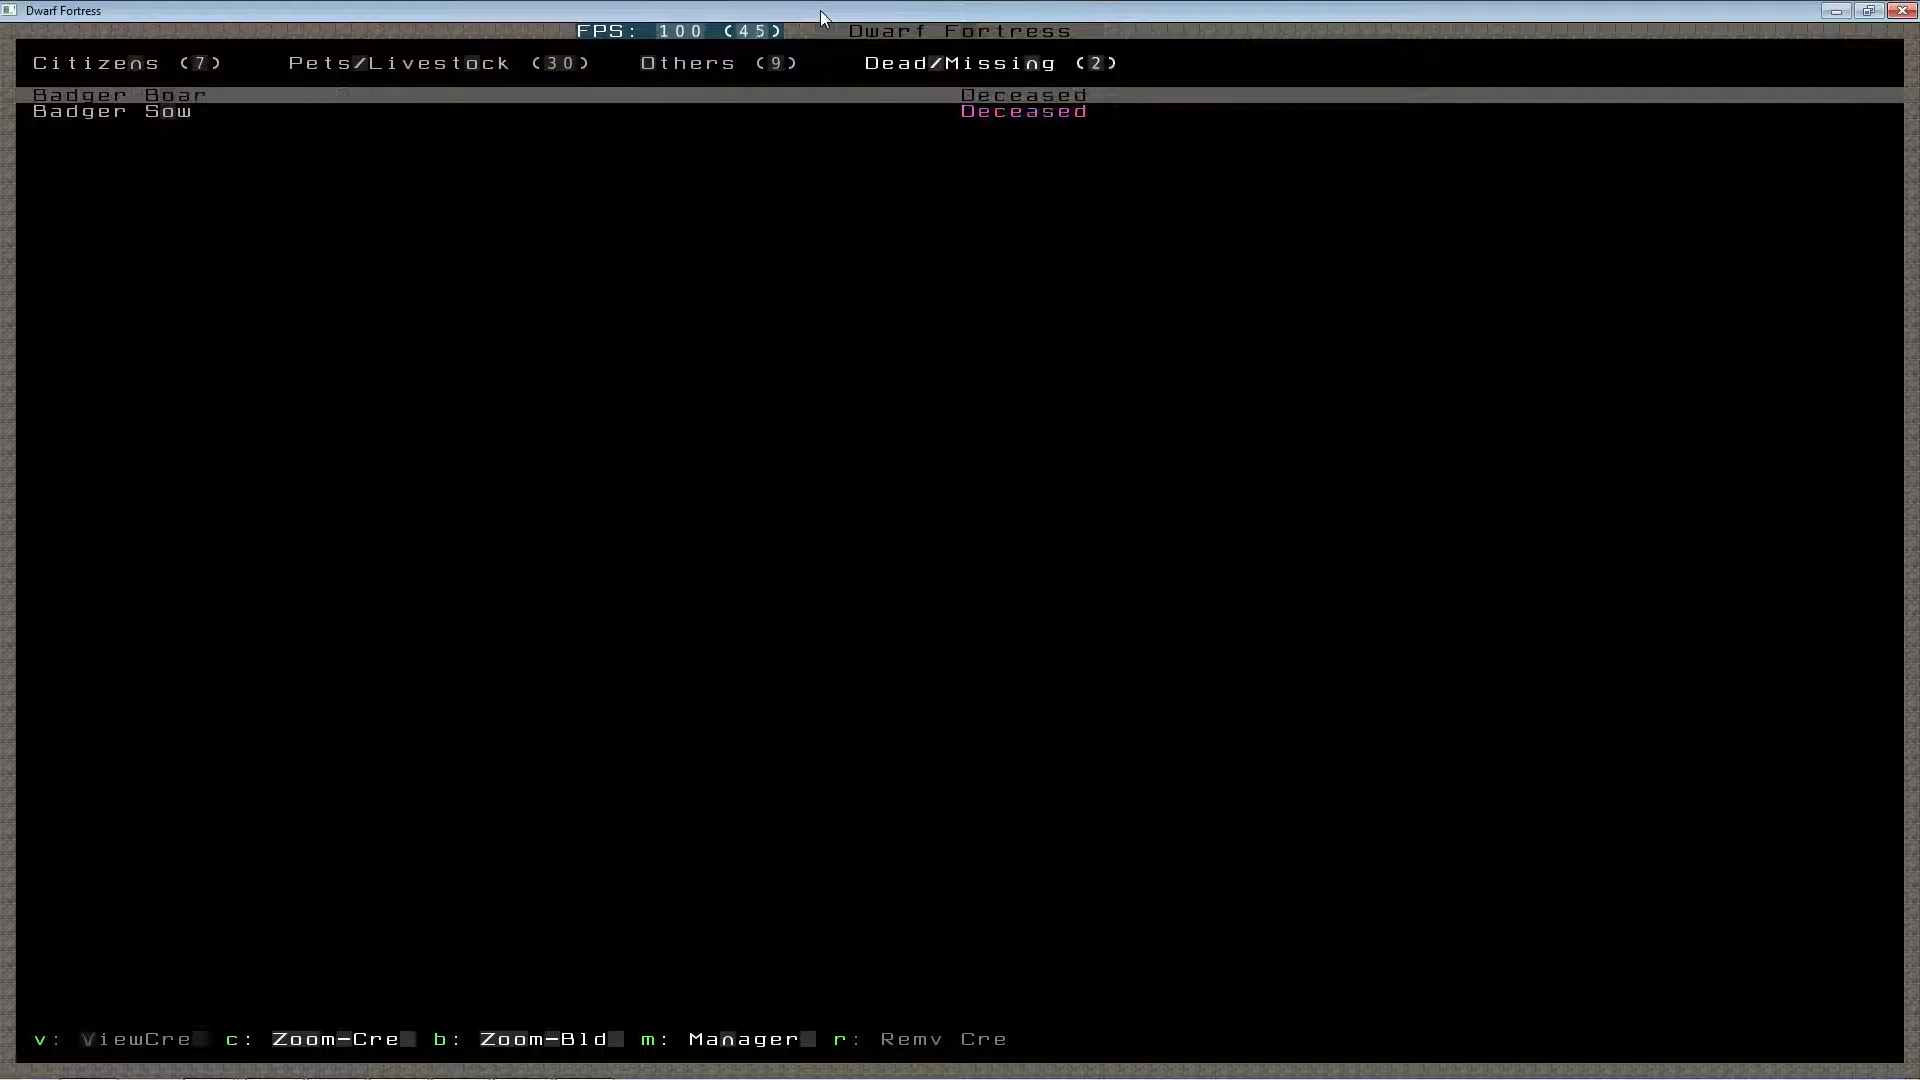 Dwarf Fortress
FPS: 100 (45) Dwarf Fortress
Citizens (7) Pets/Livestock (30) Others (9) Dead/Missing (2)
Badger Boar Deceased
Badger Sow Deceased
v: ViewCre c: Zoom-Cre b: Zoom-Bld m: Manager r: Remv Cre